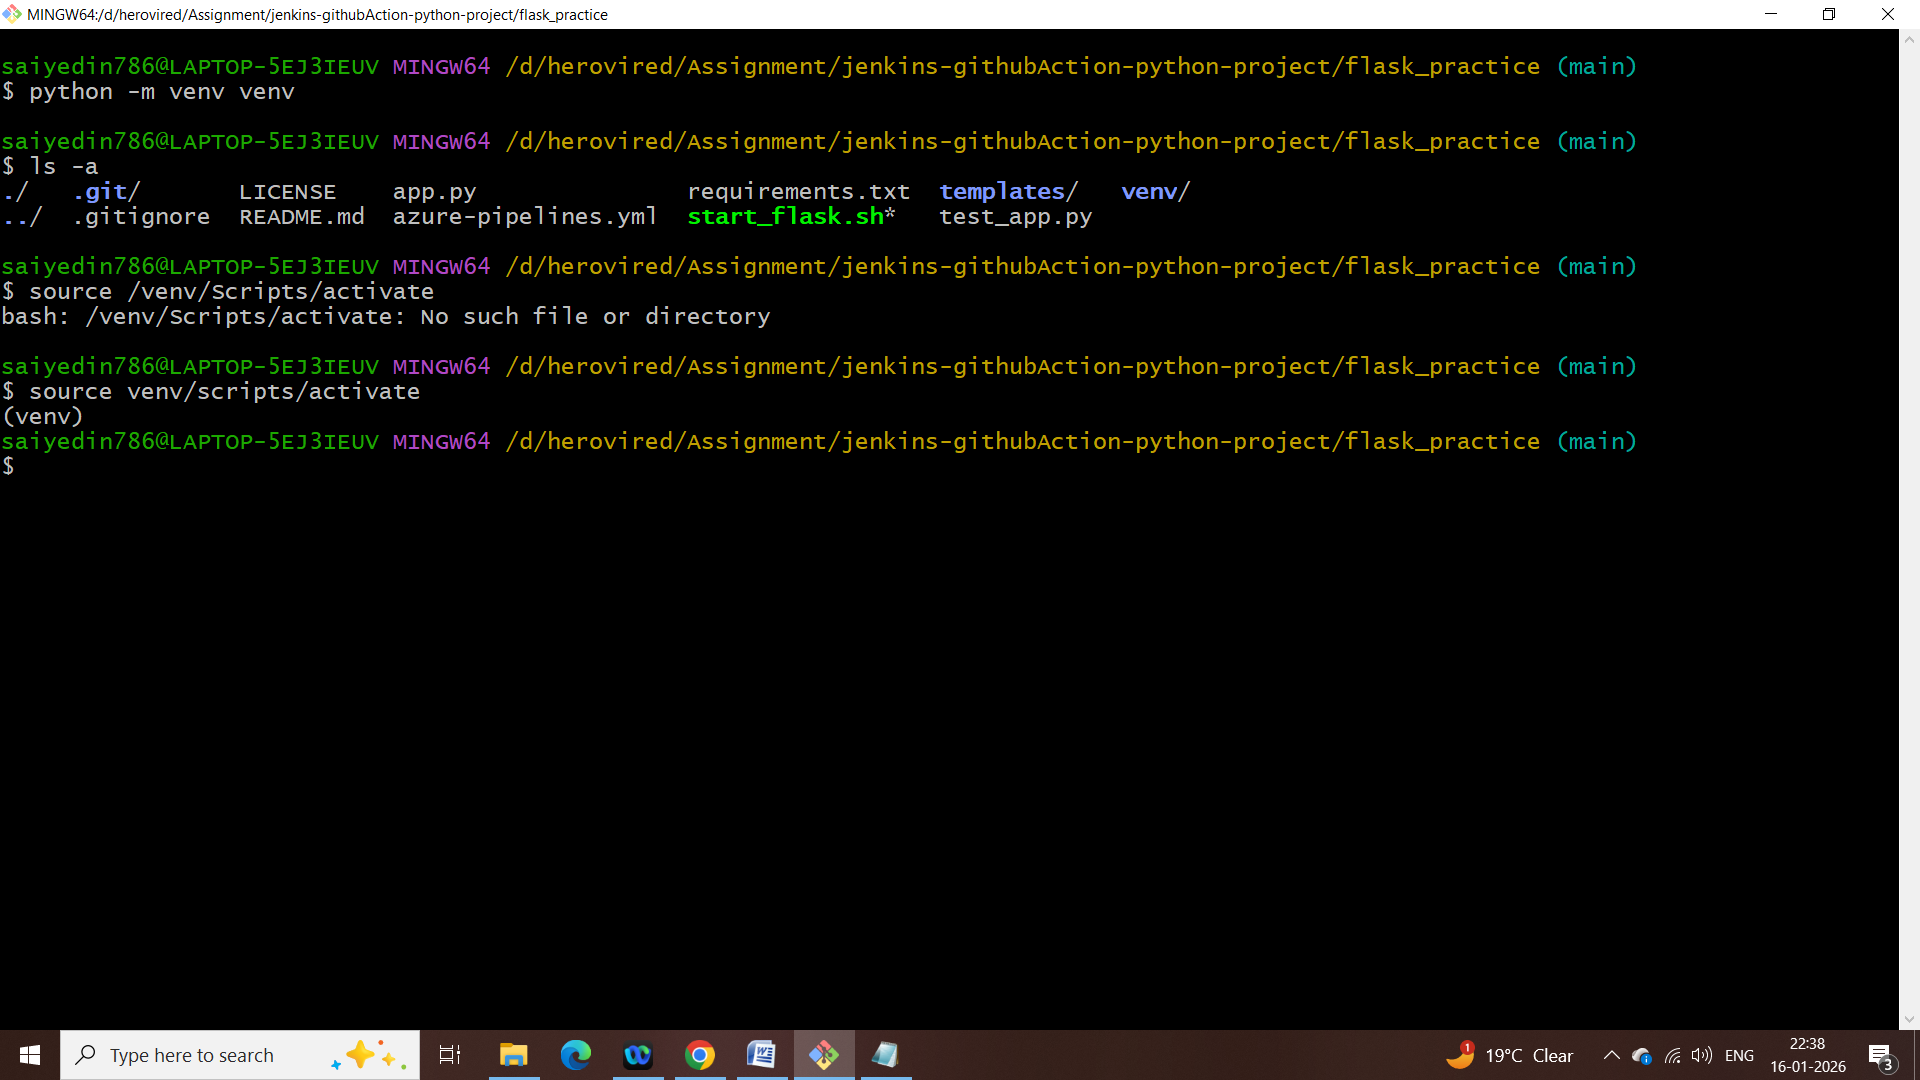 MINGW64:/d/herovired/Assignment/jenkins-githubAction-python-project/flask_practice
saiyedin786@LAPTOP-5EJ3IEUV MINGW64 /d/herovired/Assignment/jenkins-githubAction-python-project/flask_practice (main)
$ python -m venv venv
saiyedin786@LAPTOP-5EJ3IEUV MINGW64 /d/herovired/Assignment/jenkins-githubAction-python-project/flask_practice (main)
$ ls -a
./ .git/ LICENSE app.py requirements.txt templates/ venv/
../ .gitignore README.md azure-pipelines.yml start_flask.sh* test_app.py
saiyedin786@LAPTOP-5EJ3IEUV MINGW64 /d/herovired/Assignment/jenkins-githubAction-python-project/flask_practice (main)
$ source /venv/Scripts/activate
bash: /venv/Scripts/activate: No such file or directory
saiyedin786@LAPTOP-5EJ3IEUV MINGW64 /d/herovired/Assignment/jenkins-githubAction-python-project/flask_practice (main)
$ source venv/scripts/activate
(venv)
saiyedin786@LAPTOP-5EJ3IEUV MINGW64 /d/herovired/Assignment/jenkins-githubAction-python-project/flask_practice (main)
$
Type here to search
1
19°C Clear
ENG
22:38
16-01-2026
3